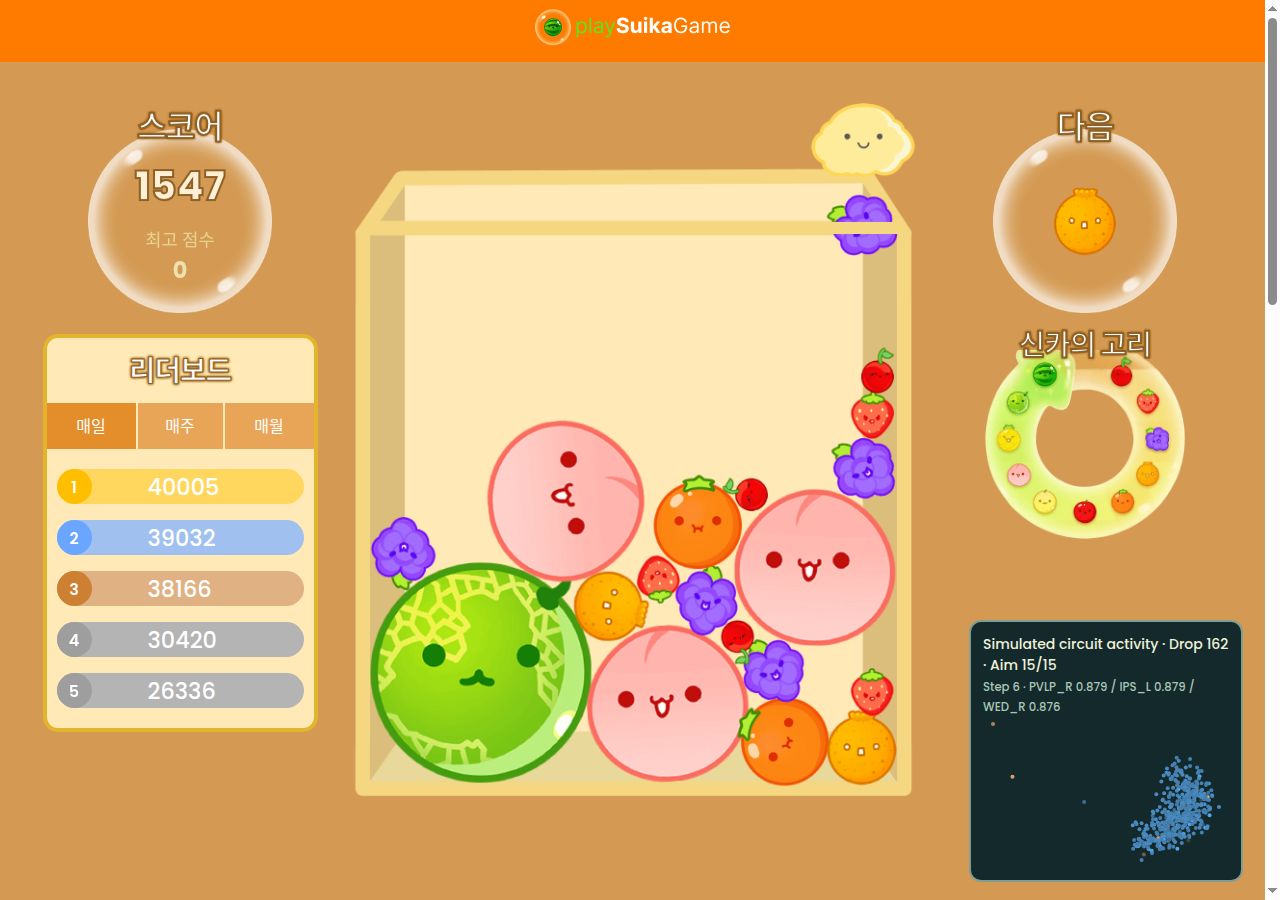 playSuikaGame
스코어
1547
최고 점수
0
다음
신카의 고리
리더보드
매일 매주 매월
1 40005
2 39032
3 38166
4 30420
5 26336
Simulated circuit activity · Drop 162
· Aim 15/15
Step 6 · PVLP_R 0.879 / IPS_L 0.879 /
WED_R 0.876